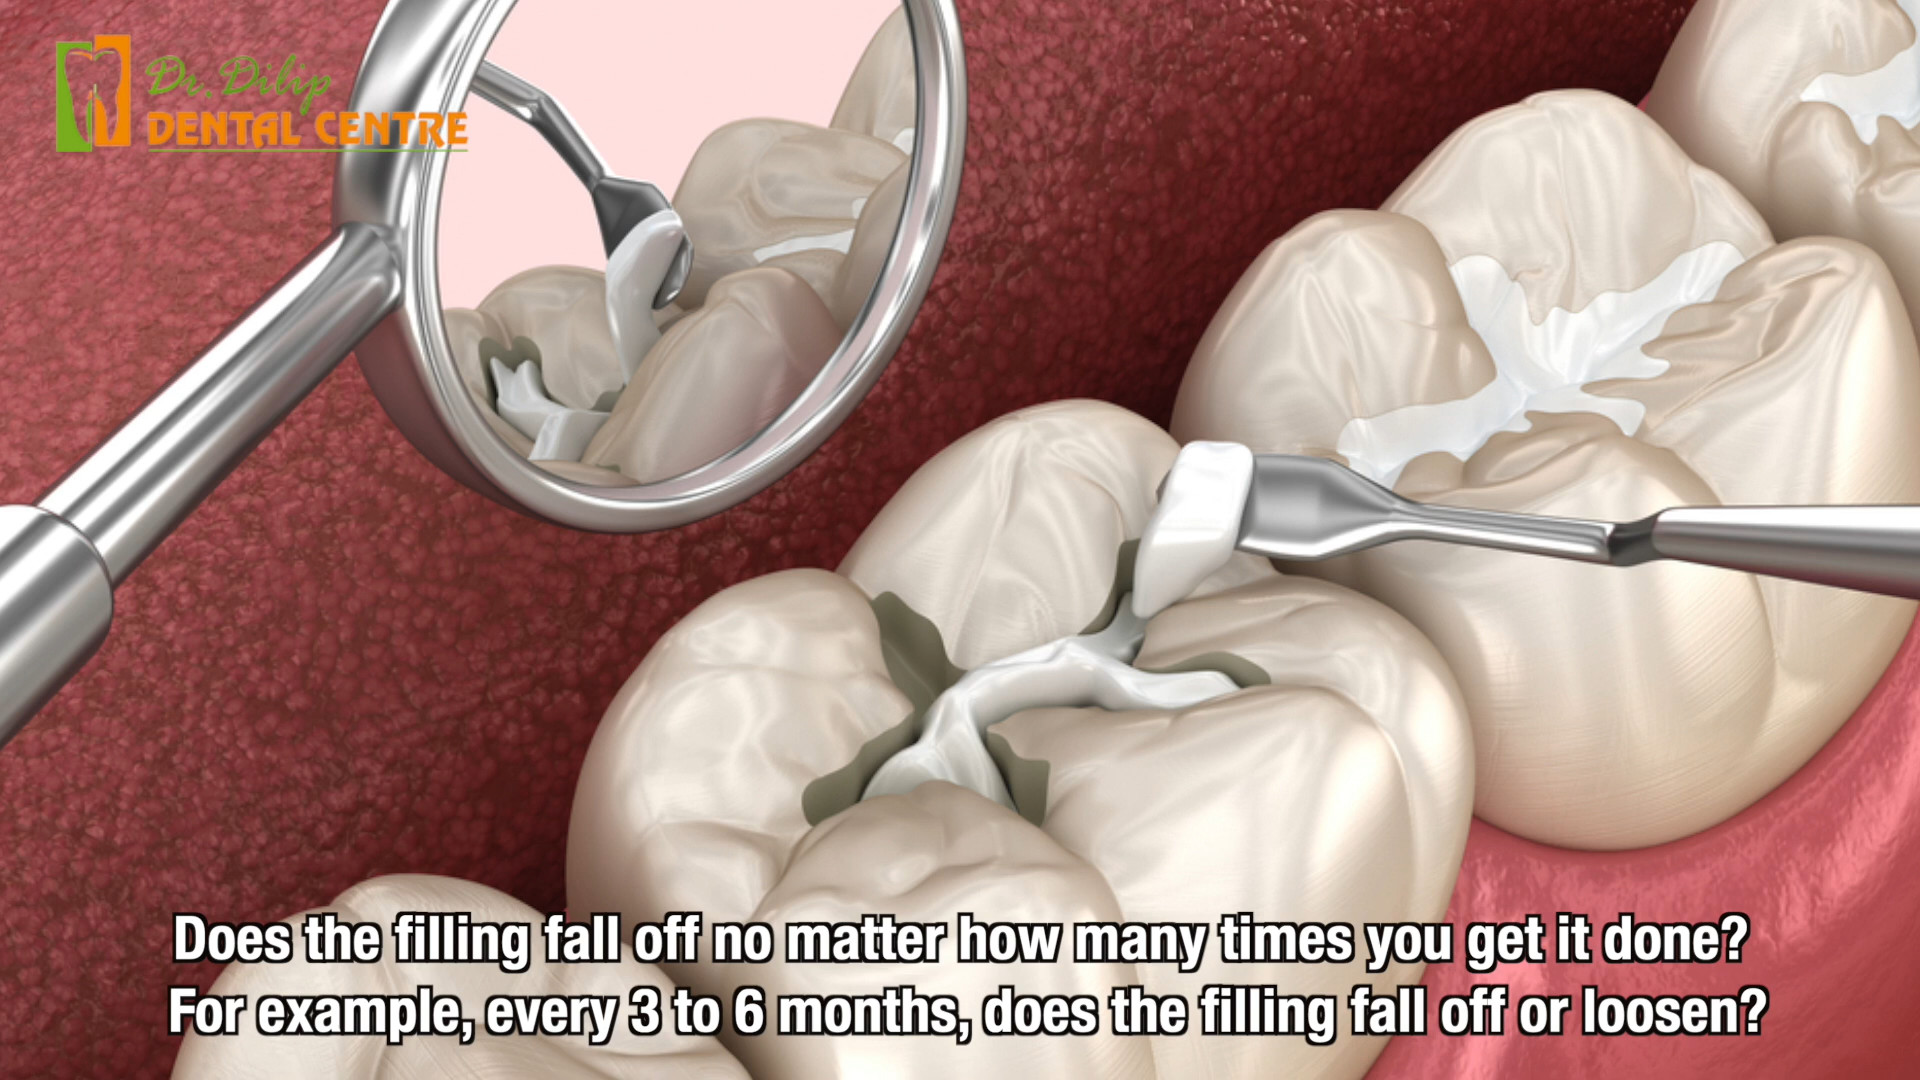 Dr. Dilip
DENTAL CENTRE
Does the filling fall off no matter how many times you get it done?
For example, every 3 to 6 months, does the filling fall off or loosen?